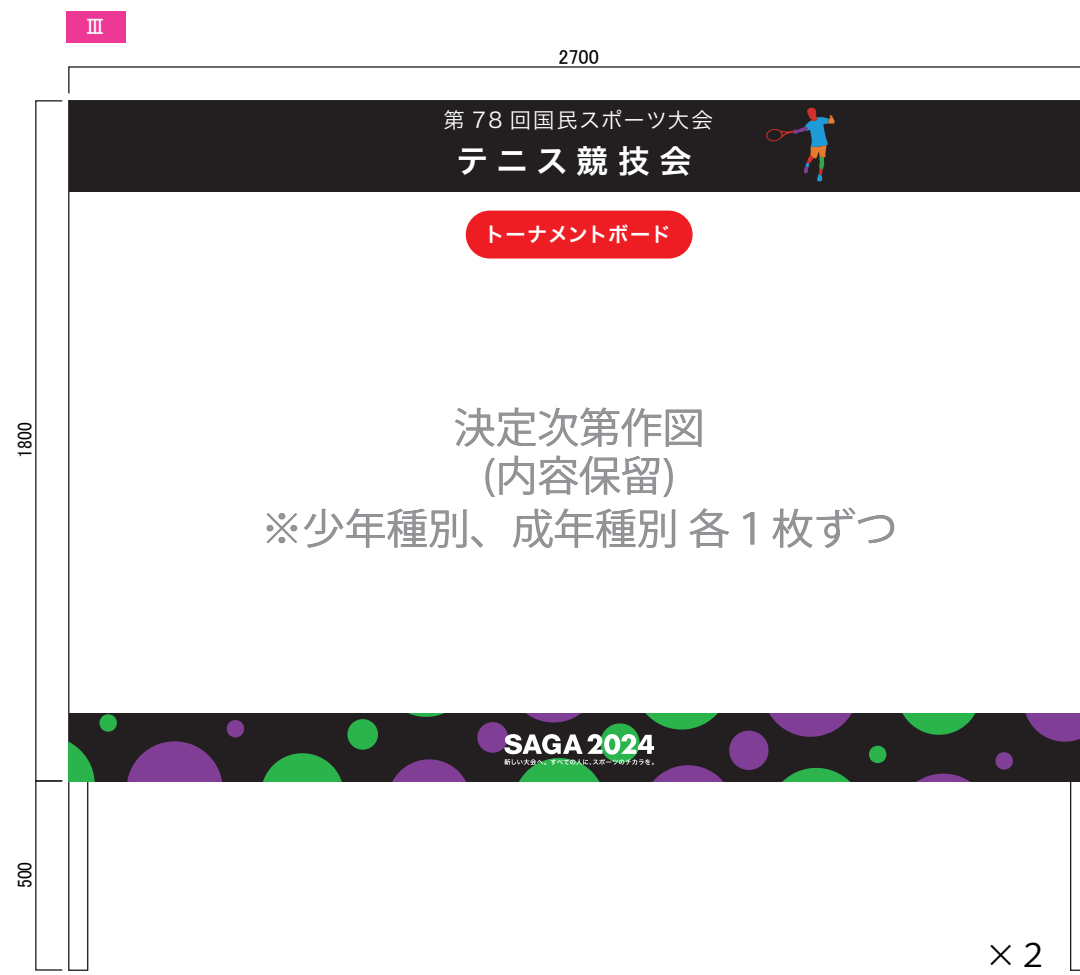 Ⅲ
2700
第 78 回国民スポーツ大会
テニス競技会
トーナメントボード
1800
決定次第作図
(内容保留)
※少年種別、成年種別 各 1 枚ずつ
SAGA 2024
新しい大会へ。すべての人に、スポーツのチカラを。
500
× 2